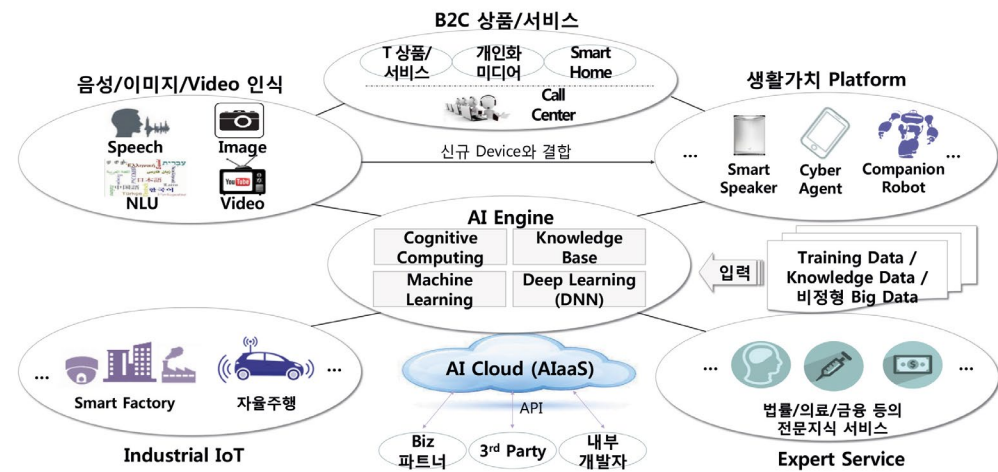 B2C 상품/서비스
T 상품/
서비스
개인화
미디어
Smart
Home
Call
Center
음성/이미지/Video 인식
Speech
Image
NLU
YouTube
Video
신규 Device와 결합
생활가치 Platform
...
Smart
Speaker
Cyber
Agent
Companion
Robot
...
AI Engine
Cognitive
Computing
Knowledge
Base
Machine
Learning
Deep Learning
(DNN)
입력
Training Data /
Knowledge Data /
비정형 Big Data
...
Smart Factory
자율주행
...
Industrial IoT
AI Cloud (AIaaS)
API
Biz
파트너
3rd Party
내부
개발자
...
...
법률/의료/금융 등의
전문지식 서비스
Expert Service